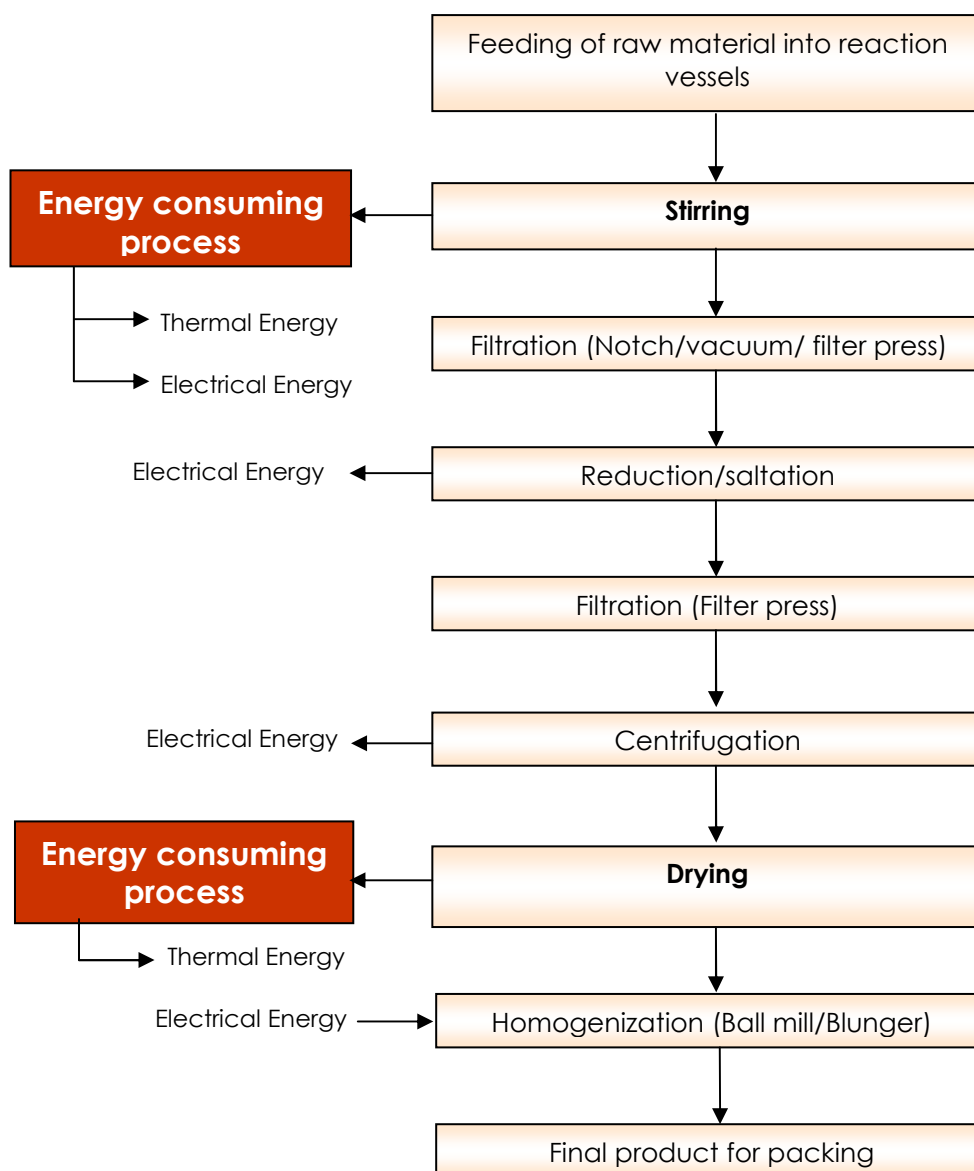 Feeding of raw material into reaction
vessels
Energy consuming
process
Stirring
Thermal Energy
Filtration (Notch/vacuum/ filter press)
Electrical Energy
Electrical Energy
Reduction/saltation
Filtration (Filter press)
Electrical Energy
Centrifugation
Energy consuming
process
Drying
Thermal Energy
Electrical Energy
Homogenization (Ball mill/Blunger)
Final product for packing